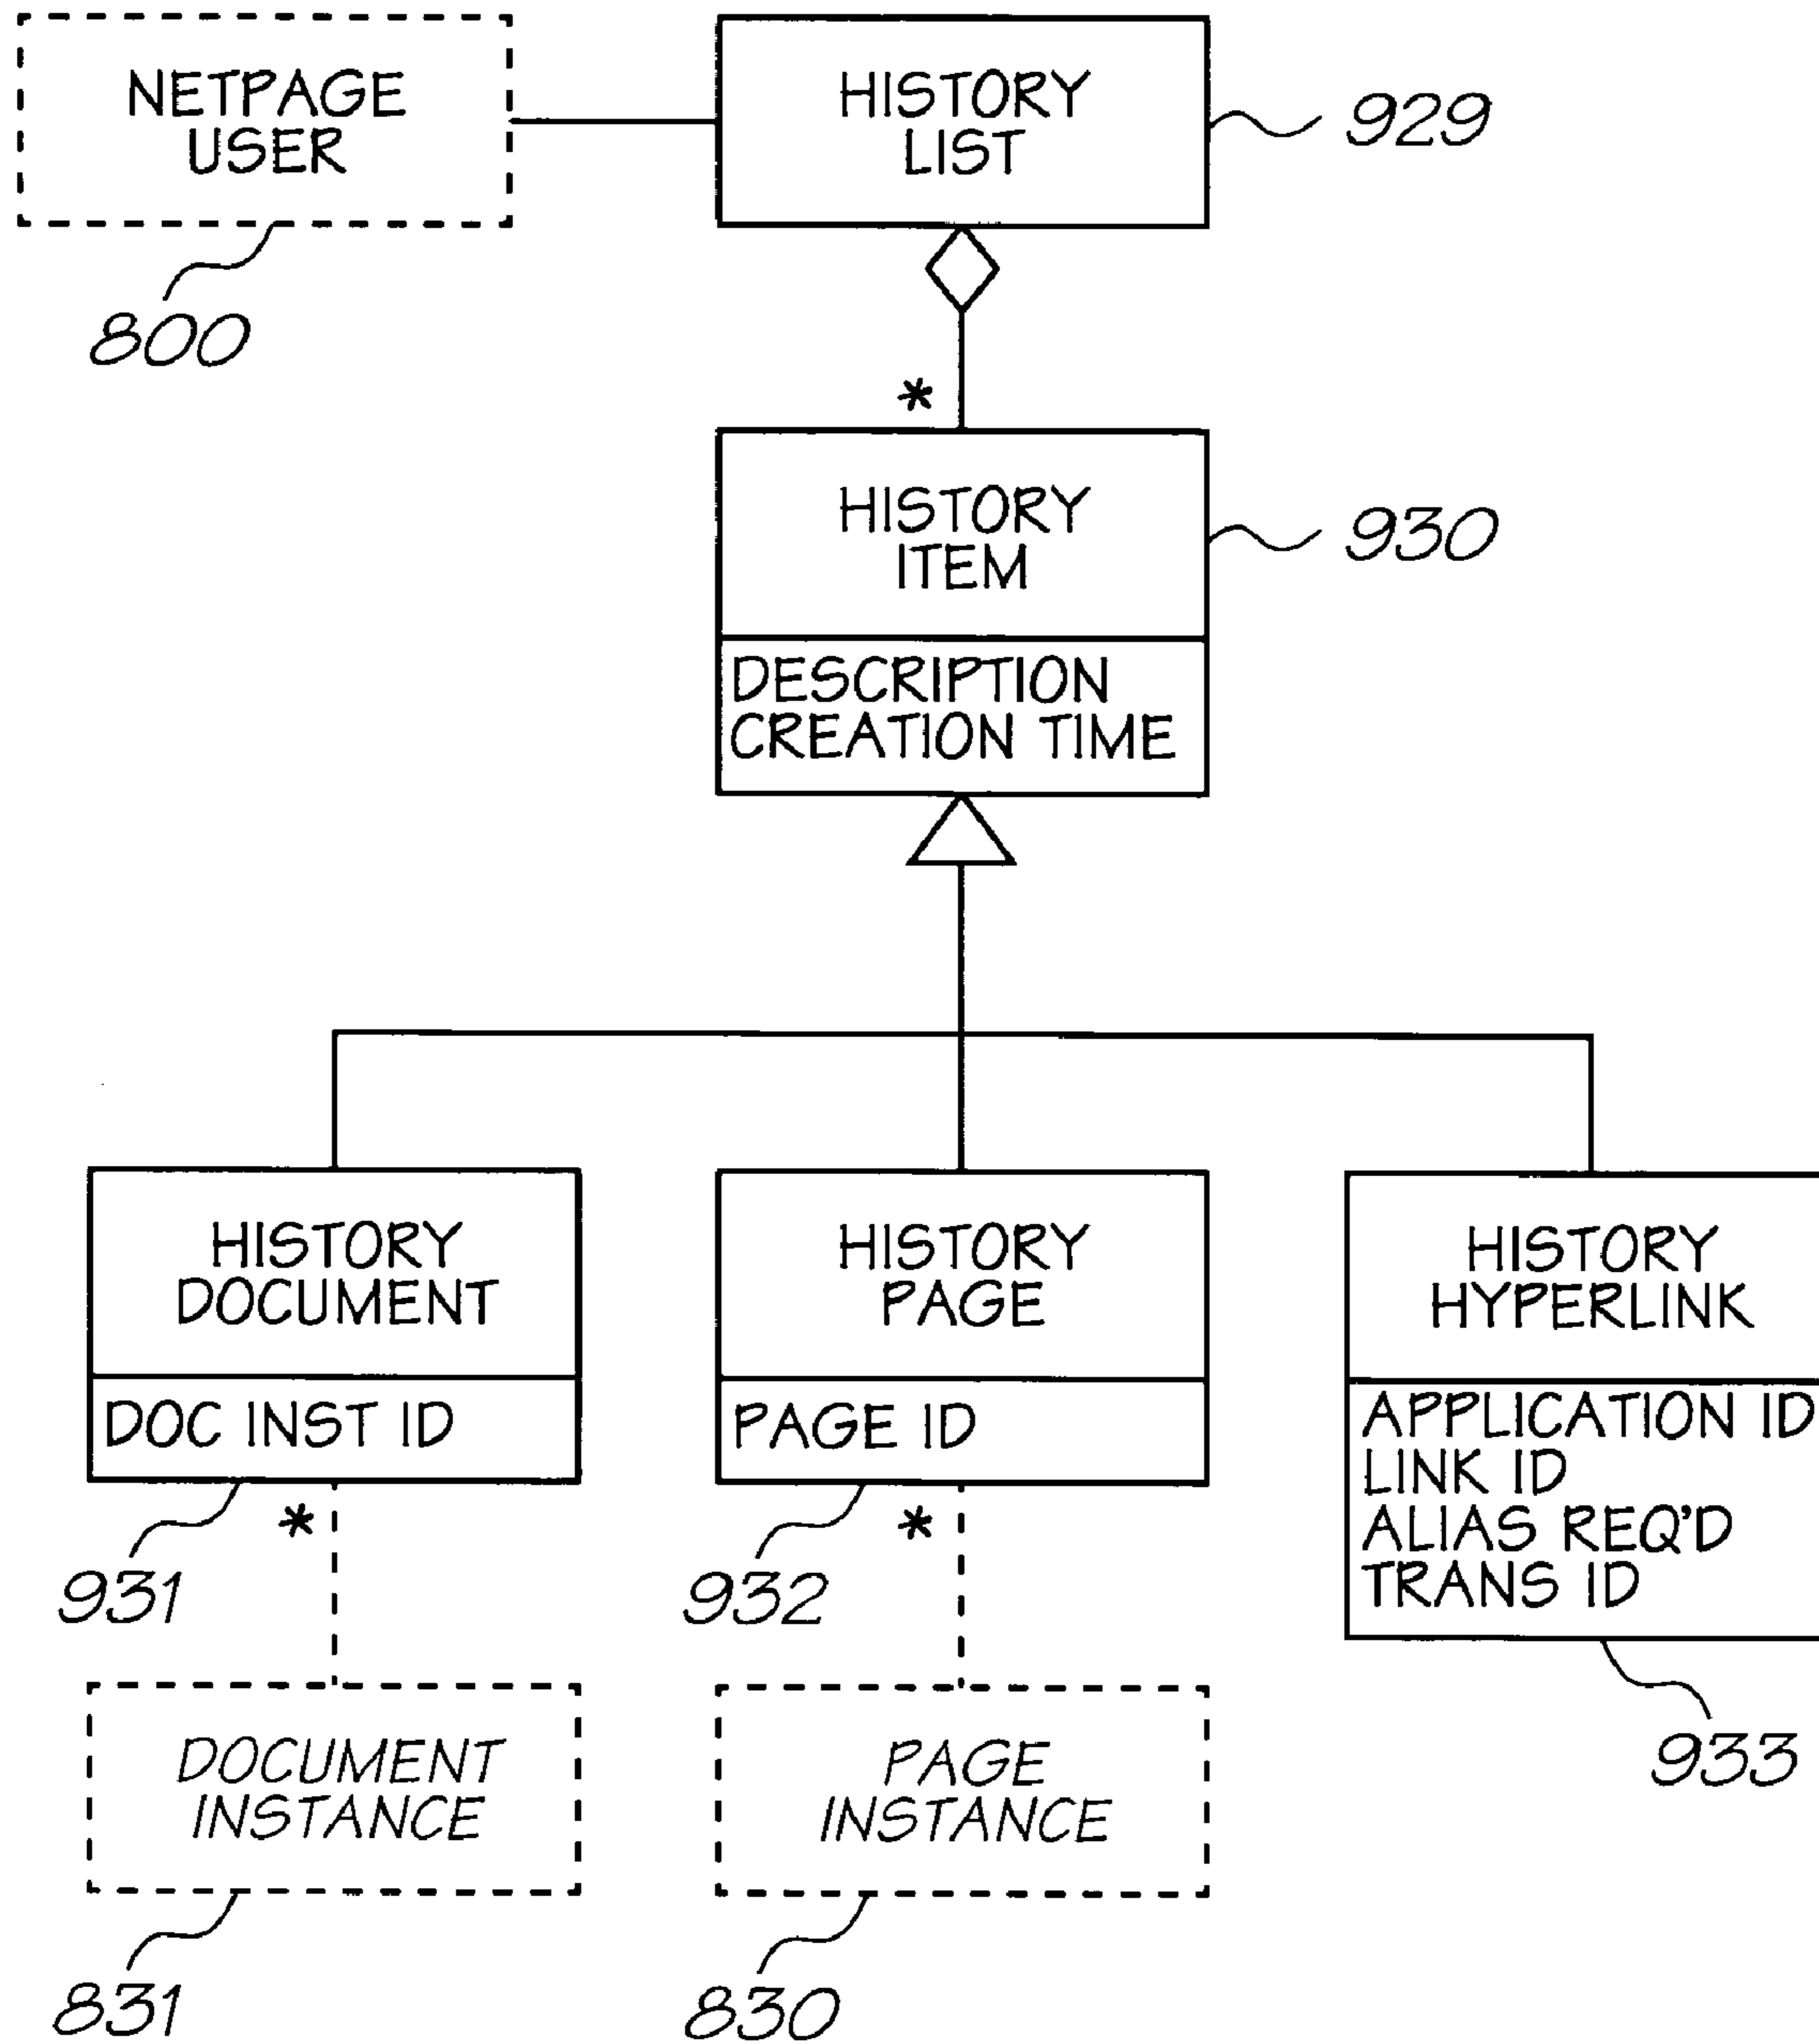 NETPAGE
USER
800
HISTORY
LIST
929
*
HISTORY
ITEM
930
DESCRIPTION
CREATION TIME
HISTORY
DOCUMENT
DOC INST ID
931
*
HISTORY
PAGE
PAGE ID
932
*
HISTORY
HYPERLINK
APPLICATION ID
LINK ID
ALIAS REQ'D
TRANS ID
933
DOCUMENT
INSTANCE
831
PAGE
INSTANCE
830